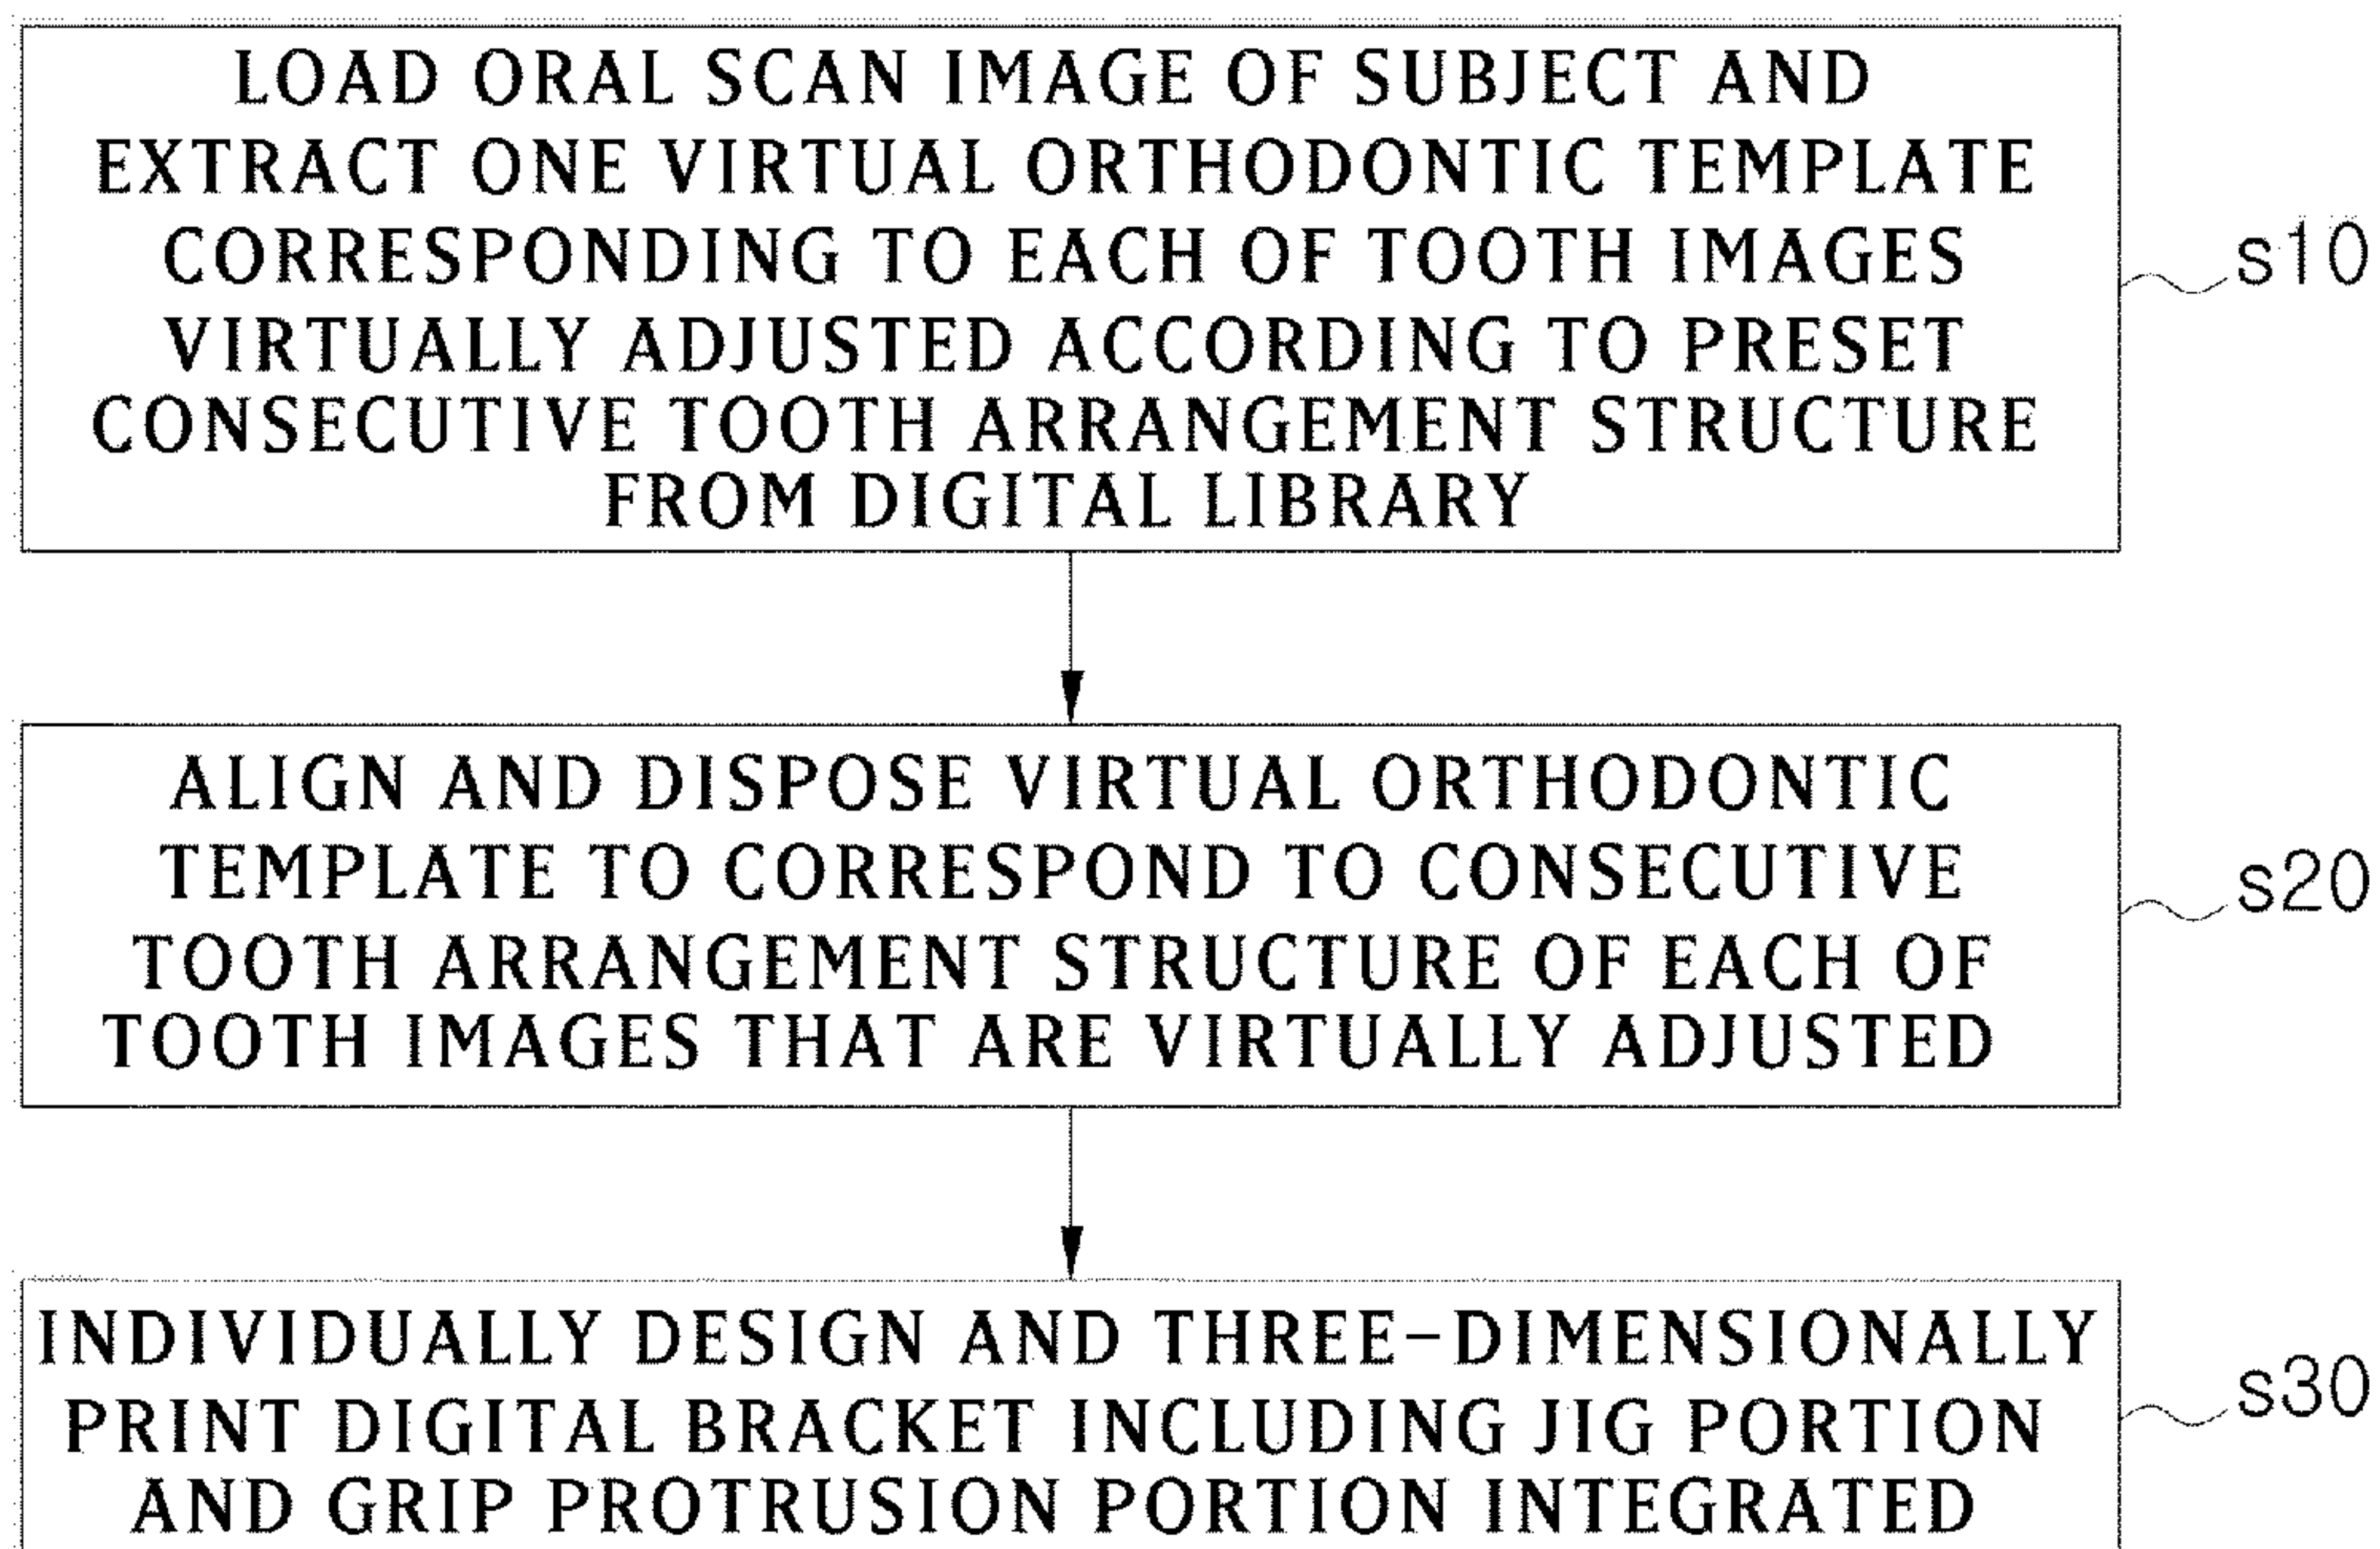 LOAD ORAL SCAN IMAGE OF SUBJECT AND
EXTRACT ONE VIRTUAL ORTHODONTIC TEMPLATE
CORRESPONDING TO EACH OF TOOTH IMAGES
VIRTUALLY ADJUSTED ACCORDING TO PRESET
CONSECUTIVE TOOTH ARRANGEMENT STRUCTURE
FROM DIGITAL LIBRARY
s10
ALIGN AND DISPOSE VIRTUAL ORTHODONTIC
TEMPLATE TO CORRESPOND TO CONSECUTIVE
TOOTH ARRANGEMENT STRUCTURE OF EACH OF
TOOTH IMAGES THAT ARE VIRTUALLY ADJUSTED
s20
INDIVIDUALLY DESIGN AND THREE-DIMENSIONALLY
PRINT DIGITAL BRACKET INCLUDING JIG PORTION
AND GRIP PROTRUSION PORTION INTEGRATED
s30